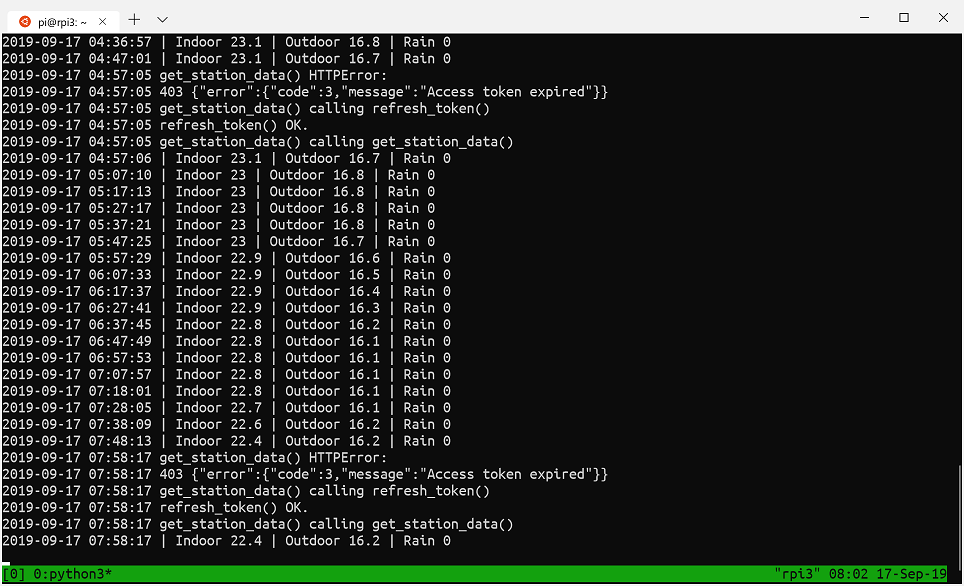 pi@rpi3: ~
2019-09-17 04:36:57 | Indoor 23.1 | Outdoor 16.8 | Rain 0
2019-09-17 04:47:01 | Indoor 23.1 | Outdoor 16.7 | Rain 0
2019-09-17 04:57:05 get_station_data() HTTPError:
2019-09-17 04:57:05 403 {"error":{"code":3,"message":"Access token expired"}}
2019-09-17 04:57:05 get_station_data() calling refresh_token()
2019-09-17 04:57:05 refresh_token() OK.
2019-09-17 04:57:05 get_station_data() calling get_station_data()
2019-09-17 04:57:06 | Indoor 23.1 | Outdoor 16.7 | Rain 0
2019-09-17 05:07:10 | Indoor 23 | Outdoor 16.8 | Rain 0
2019-09-17 05:17:13 | Indoor 23 | Outdoor 16.8 | Rain 0
2019-09-17 05:27:17 | Indoor 23 | Outdoor 16.8 | Rain 0
2019-09-17 05:37:21 | Indoor 23 | Outdoor 16.8 | Rain 0
2019-09-17 05:47:25 | Indoor 23 | Outdoor 16.7 | Rain 0
2019-09-17 05:57:29 | Indoor 22.9 | Outdoor 16.6 | Rain 0
2019-09-17 06:07:33 | Indoor 22.9 | Outdoor 16.5 | Rain 0
2019-09-17 06:17:37 | Indoor 22.9 | Outdoor 16.4 | Rain 0
2019-09-17 06:27:41 | Indoor 22.9 | Outdoor 16.3 | Rain 0
2019-09-17 06:37:45 | Indoor 22.8 | Outdoor 16.2 | Rain 0
2019-09-17 06:47:49 | Indoor 22.8 | Outdoor 16.1 | Rain 0
2019-09-17 06:57:53 | Indoor 22.8 | Outdoor 16.1 | Rain 0
2019-09-17 07:07:57 | Indoor 22.8 | Outdoor 16.1 | Rain 0
2019-09-17 07:18:01 | Indoor 22.8 | Outdoor 16.1 | Rain 0
2019-09-17 07:28:05 | Indoor 22.7 | Outdoor 16.1 | Rain 0
2019-09-17 07:38:09 | Indoor 22.6 | Outdoor 16.2 | Rain 0
2019-09-17 07:48:13 | Indoor 22.4 | Outdoor 16.2 | Rain 0
2019-09-17 07:58:17 get_station_data() HTTPError:
2019-09-17 07:58:17 403 {"error":{"code":3,"message":"Access token expired"}}
2019-09-17 07:58:17 get_station_data() calling refresh_token()
2019-09-17 07:58:17 refresh_token() OK.
2019-09-17 07:58:17 get_station_data() calling get_station_data()
2019-09-17 07:58:17 | Indoor 22.4 | Outdoor 16.2 | Rain 0
[0] 0:python3* "rpi3" 08:02 17-Sep-19